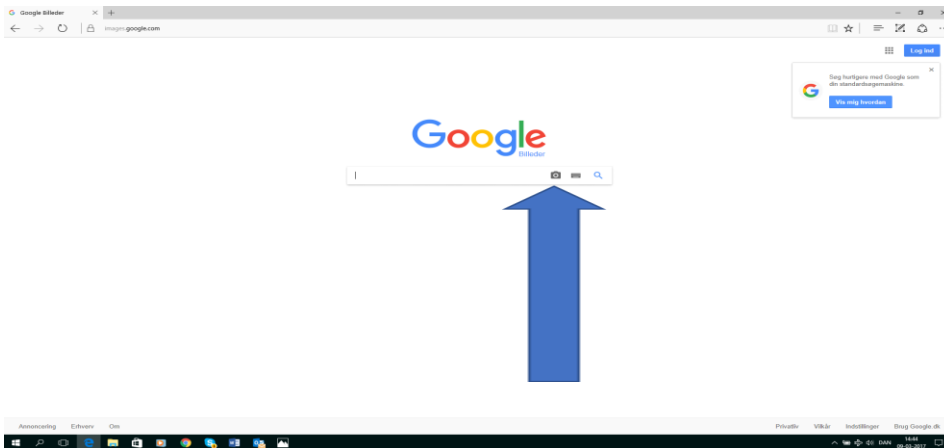 Google Billeder
images.google.com
Log ind
Søg hurtigere med Google som
din standardsøgemaskine.
Vis mig hvordan
Google
Billeder
Annoncering Erhverv Om
Privatliv Vilkår Indstillinger Brug Google.dk
DAN
14:44
09-03-2017